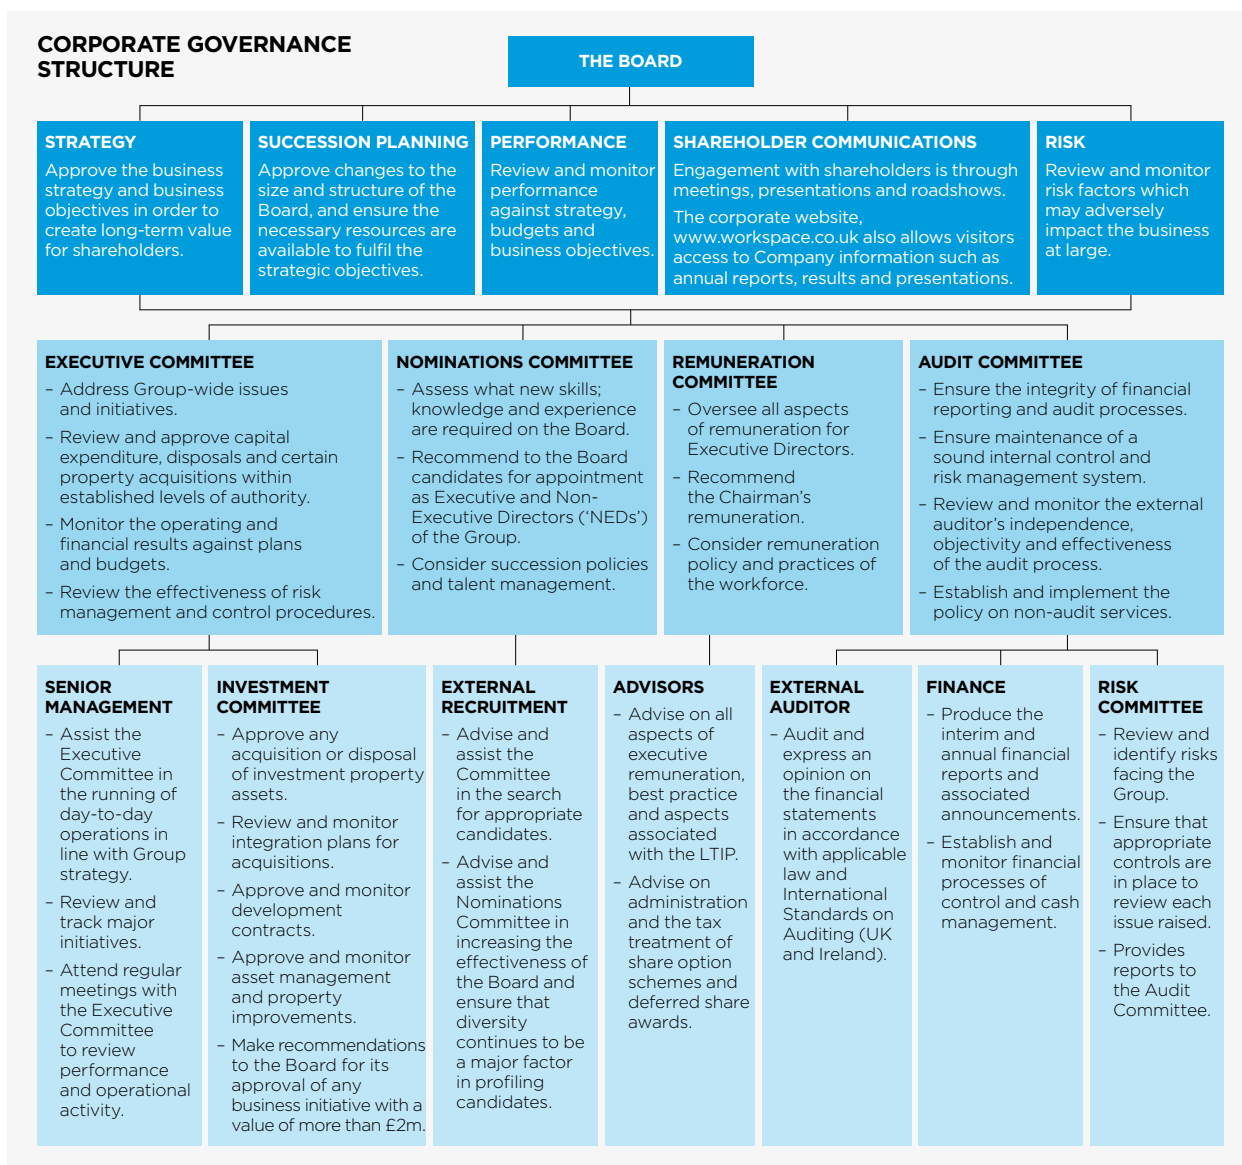 CORPORATE GOVERNANCE
STRUCTURE
THE BOARD
STRATEGY
Approve the business
strategy and business
objectives in order to
create long-term value
for shareholders.
SUCCESSION PLANNING
Approve changes to the
size and structure of the
Board, and ensure the
necessary resources are
available to fulfil the
strategic objectives.
PERFORMANCE
Review and monitor
performance
against strategy,
budgets and
business objectives.
SHAREHOLDER COMMUNICATIONS
Engagement with shareholders is through
meetings, presentations and roadshows.
The corporate website,
www.workspace.co.uk also allows visitors
access to Company information such as
annual reports, results and presentations.
RISK
Review and monitor
risk factors which
may adversely
impact the business
at large.
EXECUTIVE COMMITTEE
– Address Group-wide issues
and initiatives.
– Review and approve capital
expenditure, disposals and certain
property acquisitions within
established levels of authority.
– Monitor the operating and
financial results against plans
and budgets.
– Review the effectiveness of risk
management and control procedures.
NOMINATIONS COMMITTEE
– Assess what new skills;
knowledge and experience
are required on the Board.
– Recommend to the Board
candidates for appointment
as Executive and Non-
Executive Directors (‘NEDs’)
of the Group.
– Consider succession policies
and talent management.
REMUNERATION
COMMITTEE
– Oversee all aspects
of remuneration for
Executive Directors.
– Recommend
the Chairman’s
remuneration.
– Consider remuneration
policy and practices of
the workforce.
AUDIT COMMITTEE
– Ensure the integrity of financial
reporting and audit processes.
– Ensure maintenance of a
sound internal control and
risk management system.
– Review and monitor the external
auditor’s independence,
objectivity and effectiveness
of the audit process.
– Establish and implement the
policy on non-audit services.
SENIOR
MANAGEMENT
– Assist the
Executive
Committee in
the running of
day-to-day
operations in
line with Group
strategy.
– Review and
track major
initiatives.
– Attend regular
meetings with
the Executive
Committee
to review
performance
and operational
activity.
INVESTMENT
COMMITTEE
– Approve any
acquisition or disposal
of investment property
assets.
– Review and monitor
integration plans for
acquisitions.
– Approve and monitor
development
contracts.
– Approve and monitor
asset management
and property
improvements.
– Make recommendations
to the Board for its
approval of any
business initiative with a
value of more than £2m.
EXTERNAL
RECRUITMENT
– Advise and
assist the
Committee
in the search
for appropriate
candidates.
– Advise and
assist the
Nominations
Committee in
increasing the
effectiveness of
the Board and
ensure that
diversity
continues to be
a major factor
in profiling
candidates.
ADVISORS
– Advise on all
aspects of
executive
remuneration,
best practice
and aspects
associated
with the LTIP.
– Advise on
administration
and the tax
treatment of
share option
schemes and
deferred share
awards.
EXTERNAL
AUDITOR
– Audit and
express an
opinion on
the financial
statements
in accordance
with applicable
law and
International
Standards on
Auditing (UK
and Ireland).
FINANCE
– Produce the
interim and
annual financial
reports and
associated
announcements.
– Establish and
monitor financial
processes of
control and cash
management.
RISK
COMMITTEE
– Review and
identify risks
facing the
Group.
– Ensure that
appropriate
controls are
in place to
review each
issue raised.
– Provides
reports to
the Audit
Committee.